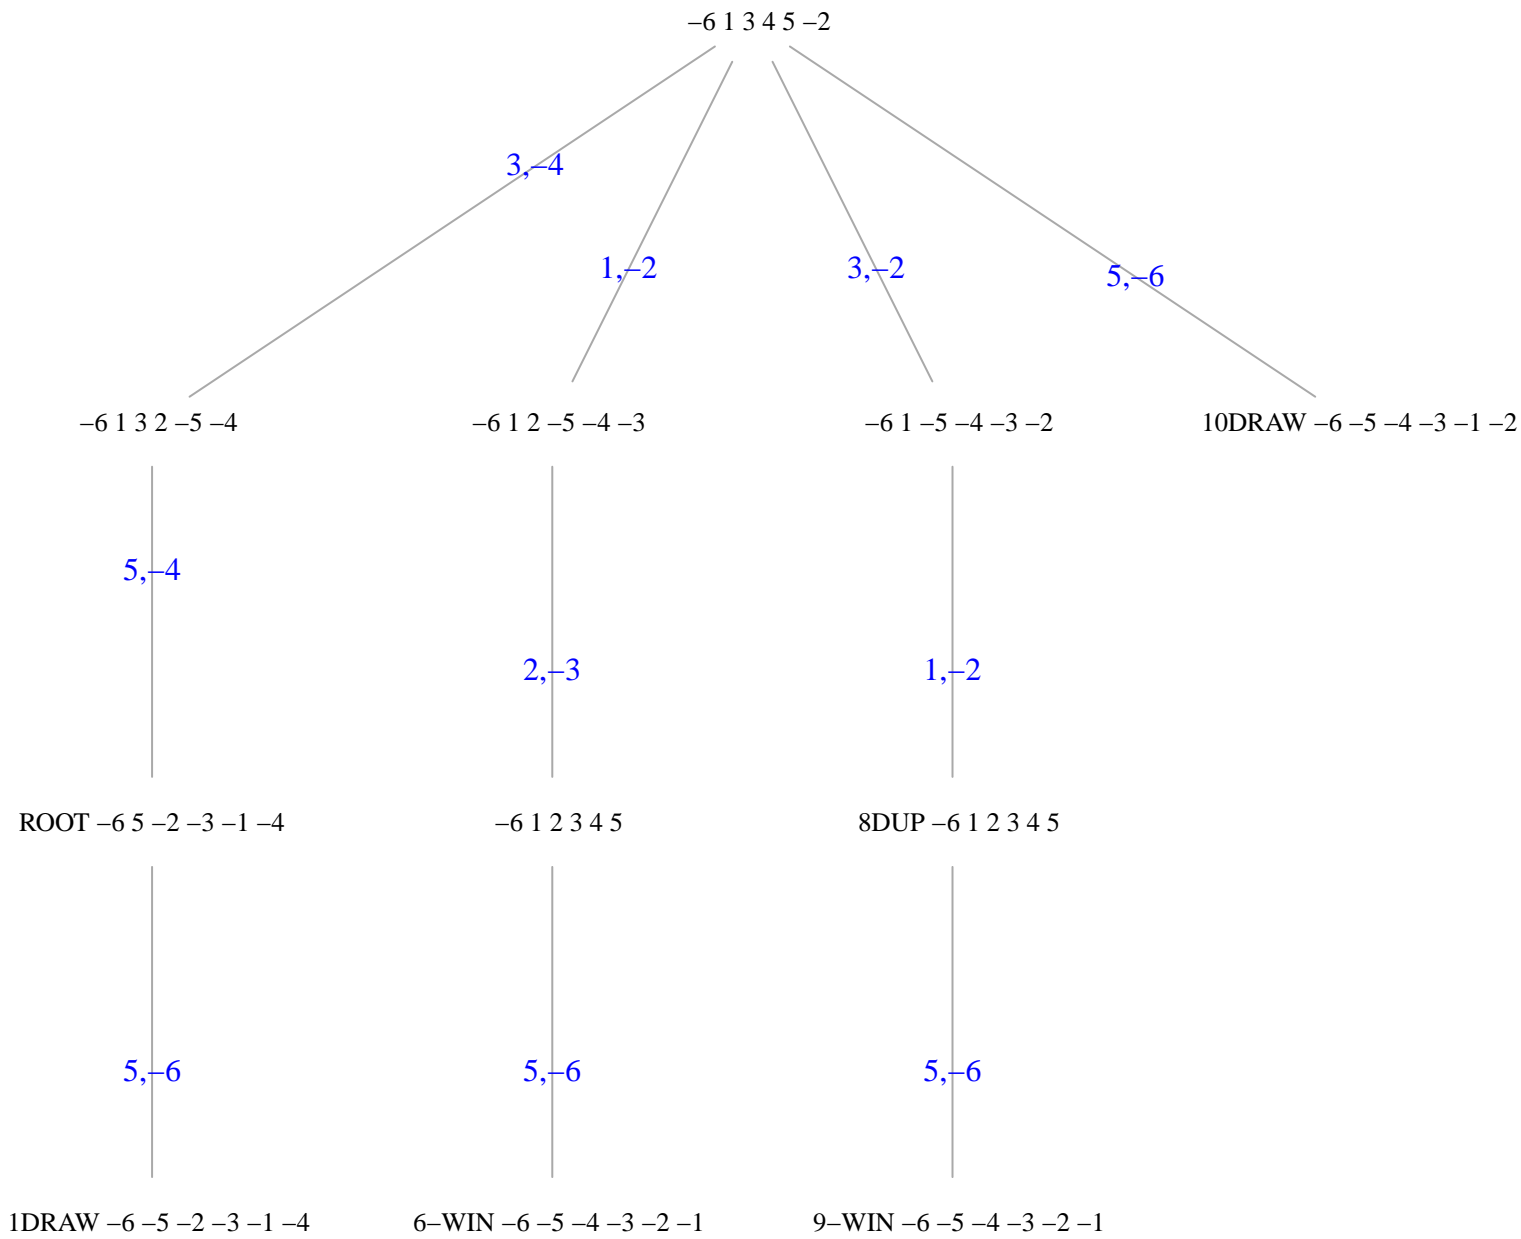 –6 1 3 4 5 –2
3,–4
1,–2
3,–2
5,–6
–6 1 3 2 –5 –4
–6 1 2 –5 –4 –3
–6 1 –5 –4 –3 –2
10DRAW –6 –5 –4 –3 –1 –2
5,–4
2,–3
1,–2
ROOT –6 5 –2 –3 –1 –4
–6 1 2 3 4 5
8DUP –6 1 2 3 4 5
5,–6
5,–6
5,–6
1DRAW –6 –5 –2 –3 –1 –4
6–WIN –6 –5 –4 –3 –2 –1
9–WIN –6 –5 –4 –3 –2 –1